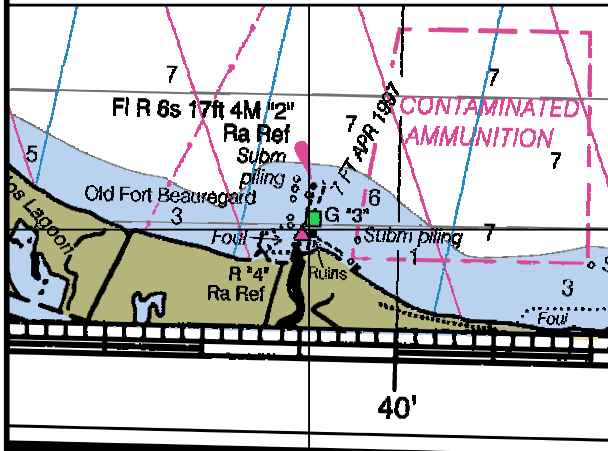 7
7
Fl R 6s 17ft 4M "2"
Ra Ref
CONTAMINATED
AMMUNITION
7
7
7 FT APR 1997
Subm
piling
5
6
Old Fort Beauregard
3
G "3"
Lagoon
Foul
Subm piling
7
1
R "4"
Ra Ref
Ruins
3
Foul
40'